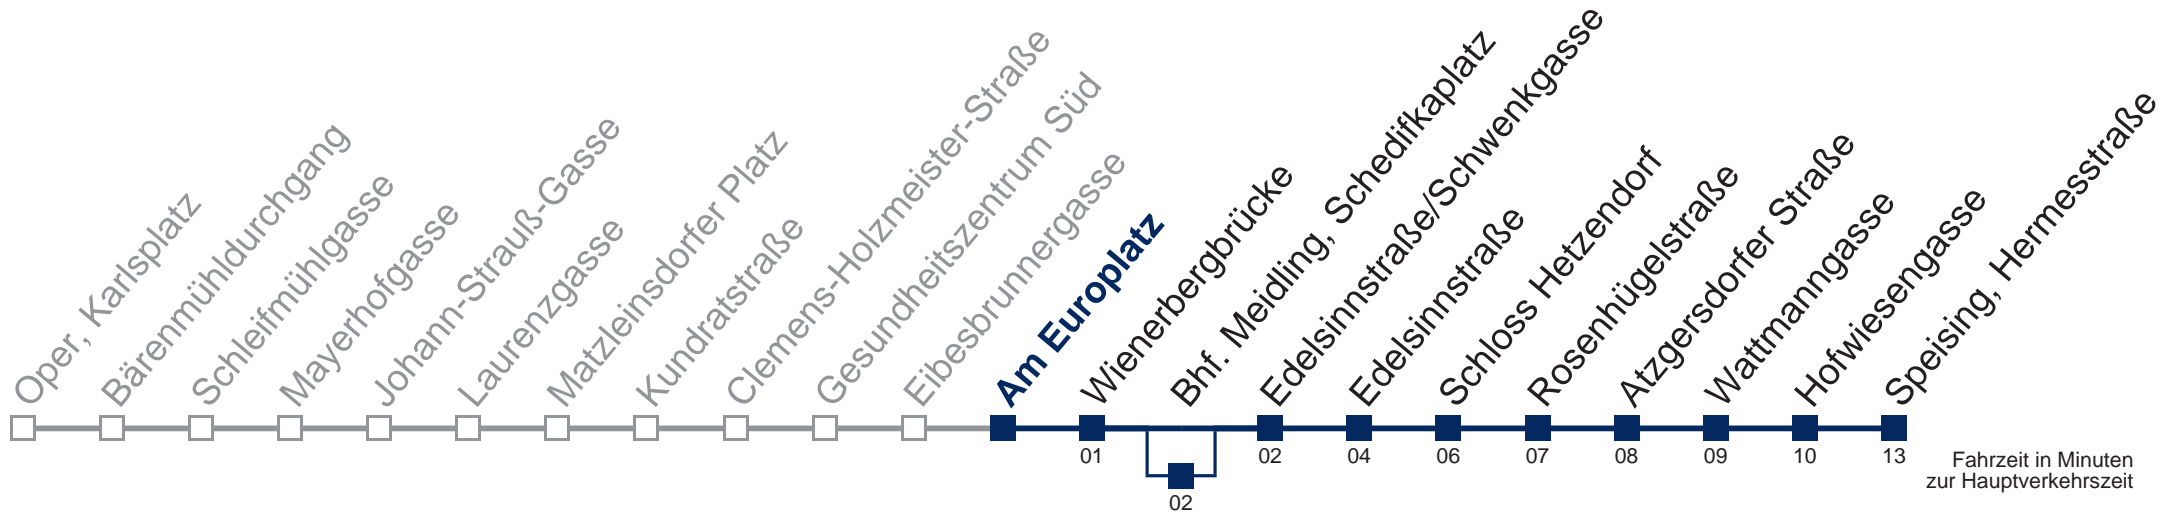 Oper, Karlsplatz
Bärenmühldurchgang
Schleifmühlgasse
Mayerhofgasse
Johann-Strauß-Gasse
Laurenzgasse
Matzleinsdorfer Platz
Kundratstraße
Clemens-Holzmeister-Straße
Gesundheitszentrum Süd
Eibesbrunnergasse
Am Europlatz
Wienerbergbrücke
Bhf. Meidling, Schedifkaplatz
Edelsinnstraße/Schwenkgasse
Edelsinnstraße
Schloss Hetzendorf
Rosenhügelstraße
Atzgersdorfer Straße
Wattmanngasse
Hofwiesengasse
Speising, Hermesstraße
01
02
02
04
06
07
08
09
10
13
Fahrzeit in Minuten
zur Hauptverkehrszeit